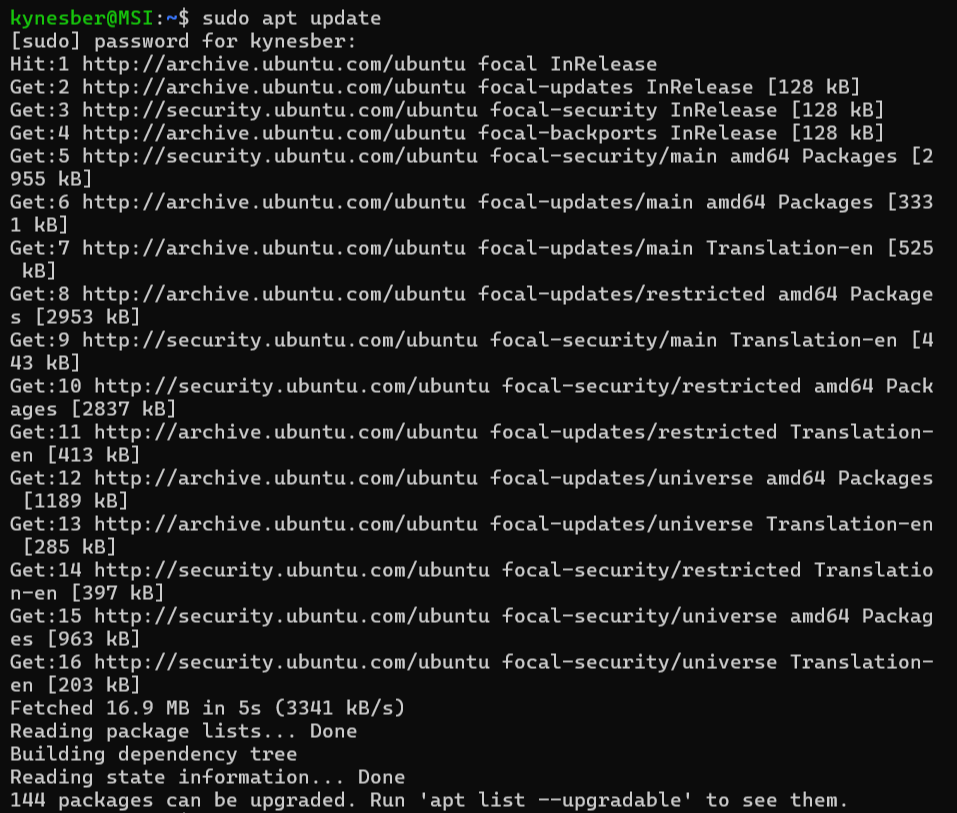 kynesber@MSI:~$ sudo apt update
[sudo] password for kynesber:
Hit:1 http://archive.ubuntu.com/ubuntu focal InRelease
Get:2 http://archive.ubuntu.com/ubuntu focal-updates InRelease [128 kB]
Get:3 http://security.ubuntu.com/ubuntu focal-security InRelease [128 kB]
Get:4 http://archive.ubuntu.com/ubuntu focal-backports InRelease [128 kB]
Get:5 http://security.ubuntu.com/ubuntu focal-security/main amd64 Packages [2
955 kB]
Get:6 http://archive.ubuntu.com/ubuntu focal-updates/main amd64 Packages [333
1 kB]
Get:7 http://archive.ubuntu.com/ubuntu focal-updates/main Translation-en [525
 kB]
Get:8 http://archive.ubuntu.com/ubuntu focal-updates/restricted amd64 Package
s [2953 kB]
Get:9 http://security.ubuntu.com/ubuntu focal-security/main Translation-en [4
43 kB]
Get:10 http://security.ubuntu.com/ubuntu focal-security/restricted amd64 Pack
ages [2837 kB]
Get:11 http://archive.ubuntu.com/ubuntu focal-updates/restricted Translation-
en [413 kB]
Get:12 http://archive.ubuntu.com/ubuntu focal-updates/universe amd64 Packages
 [1189 kB]
Get:13 http://archive.ubuntu.com/ubuntu focal-updates/universe Translation-en
 [285 kB]
Get:14 http://security.ubuntu.com/ubuntu focal-security/restricted Translatio
n-en [397 kB]
Get:15 http://security.ubuntu.com/ubuntu focal-security/universe amd64 Packag
es [963 kB]
Get:16 http://security.ubuntu.com/ubuntu focal-security/universe Translation-
en [203 kB]
Fetched 16.9 MB in 5s (3341 kB/s)
Reading package lists... Done
Building dependency tree
Reading state information... Done
144 packages can be upgraded. Run 'apt list --upgradable' to see them.